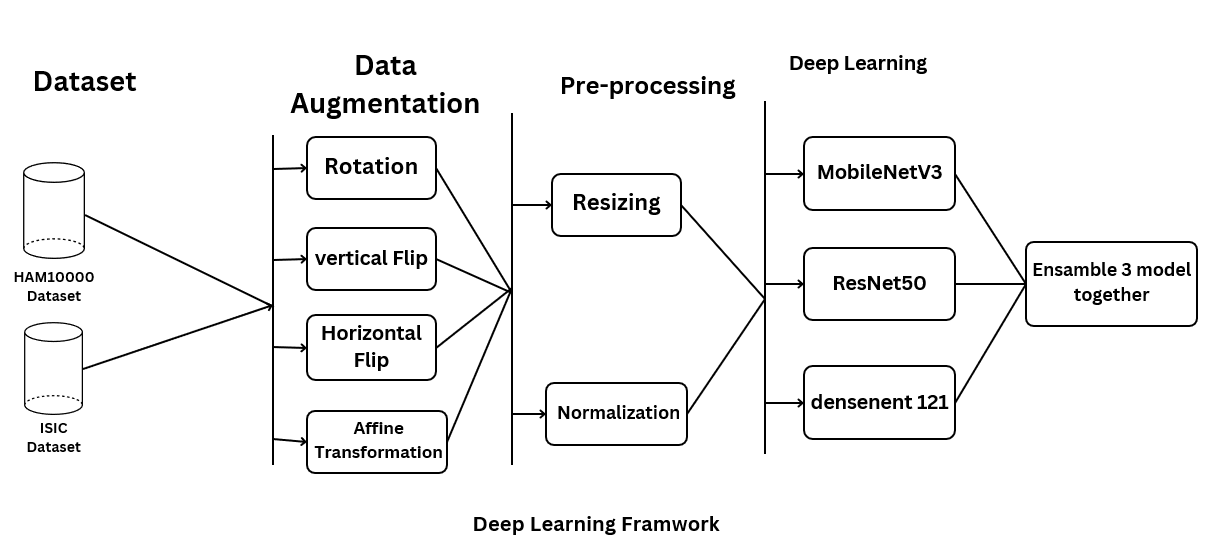 Dataset
HAM10000
Dataset
ISIC
Dataset
Data
Augmentation
Rotation
vertical Flip
Horizontal
Flip
Affine
Transformation
Pre-processing
Resizing
Normalization
Deep Learning
MobileNetV3
ResNet50
densenent 121
Ensamble 3 model
together
Deep Learning Framwork